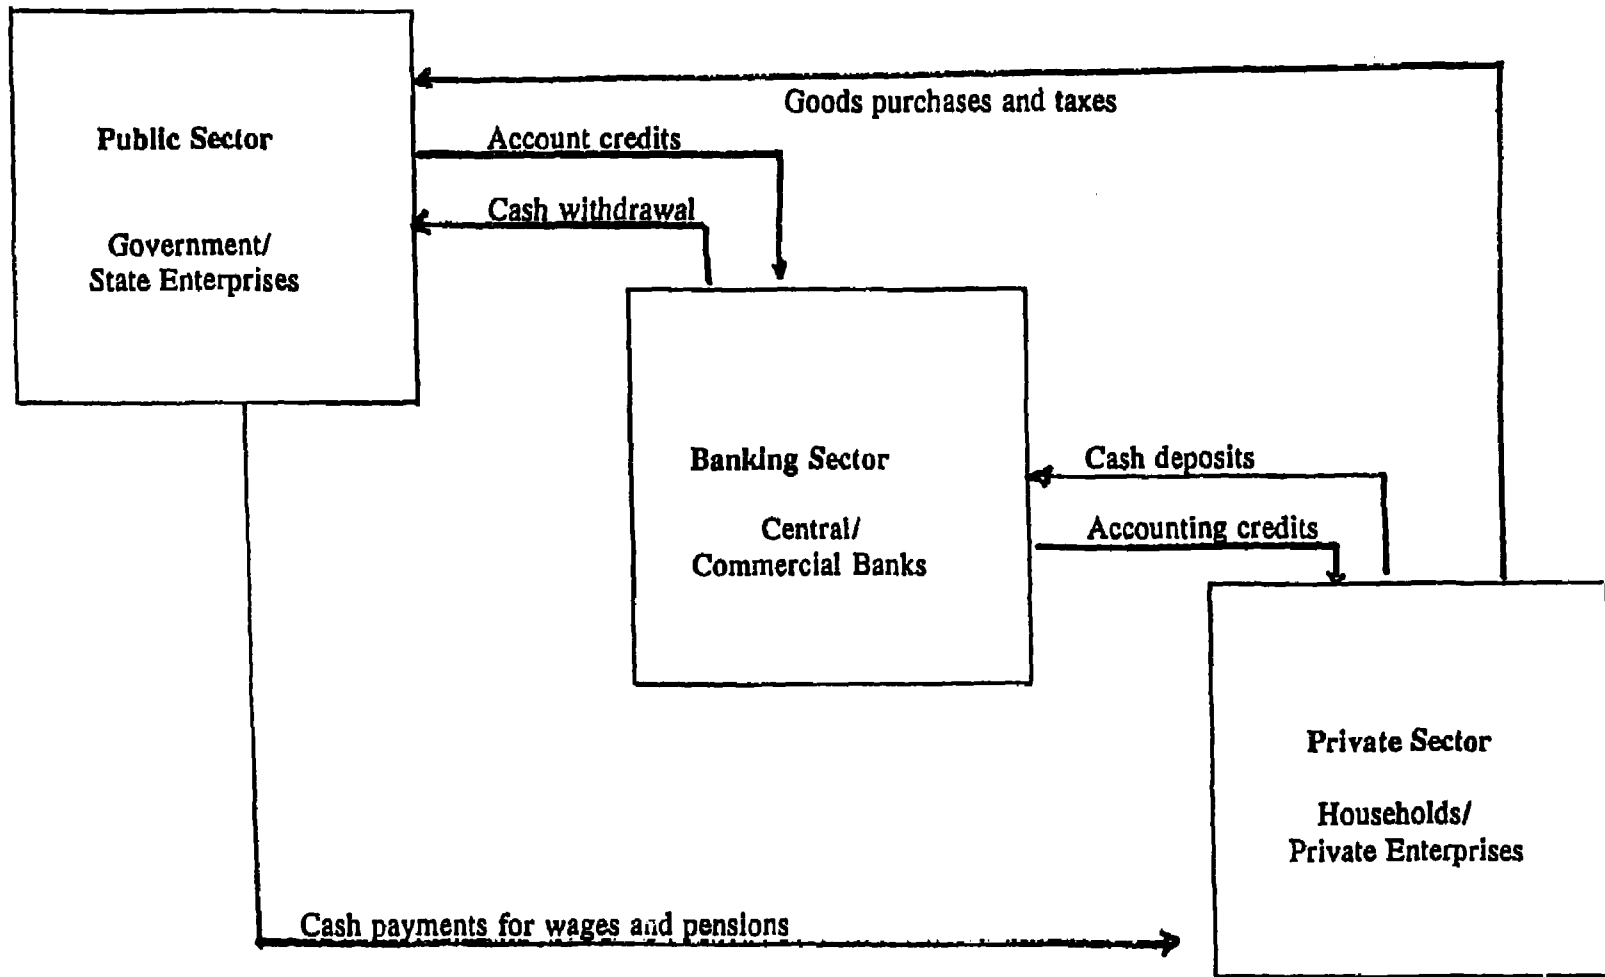 Goods purchases and taxes
Public Sector
Account credits
Cash withdrawal
Government/
State Enterprises
Banking Sector
Cash deposits
Central/
Commercial Banks
Accounting credits
Private Sector
Households/
Private Enterprises
Cash payments for wages and pensions